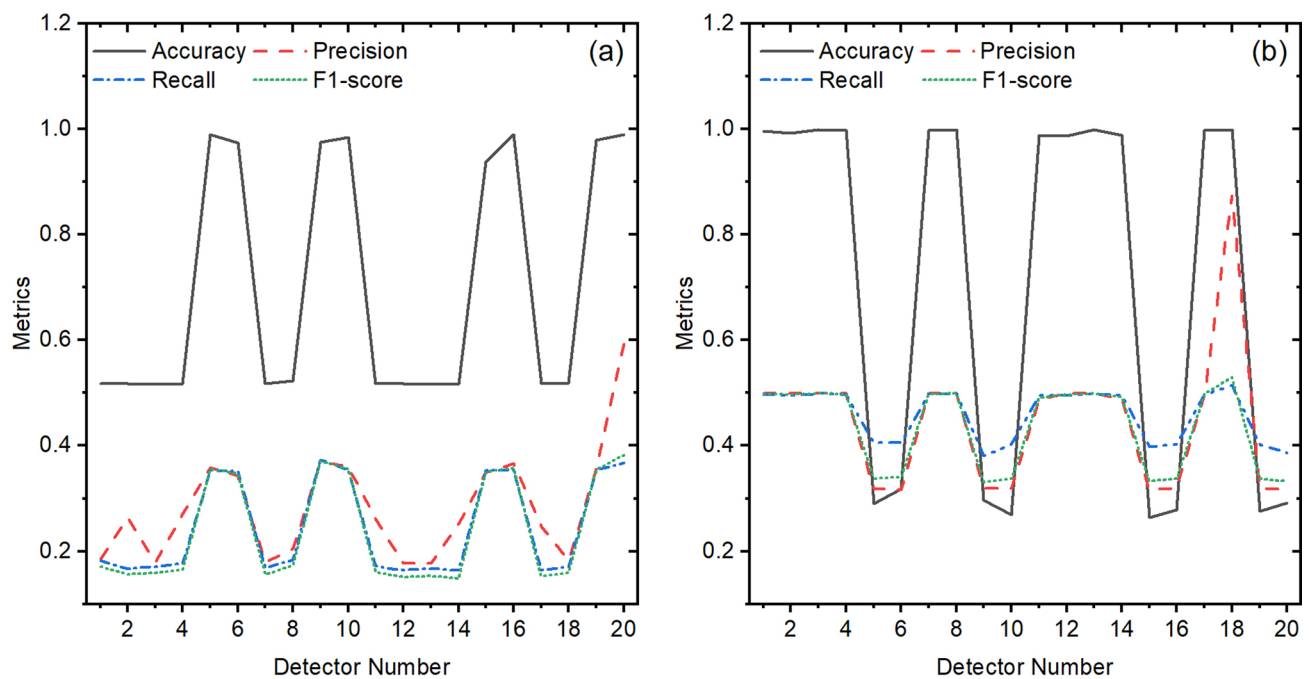 1.2
Accuracy Precision (a)
Recall F1-score
1.0
0.8
0.6
0.4
0.2
Metrics
2 4 6 8 10 12 14 16 18 20
Detector Number
1.2
Accuracy Precision (b)
Recall F1-score
1.0
0.8
0.6
0.4
0.2
Metrics
2 4 6 8 10 12 14 16 18 20
Detector Number